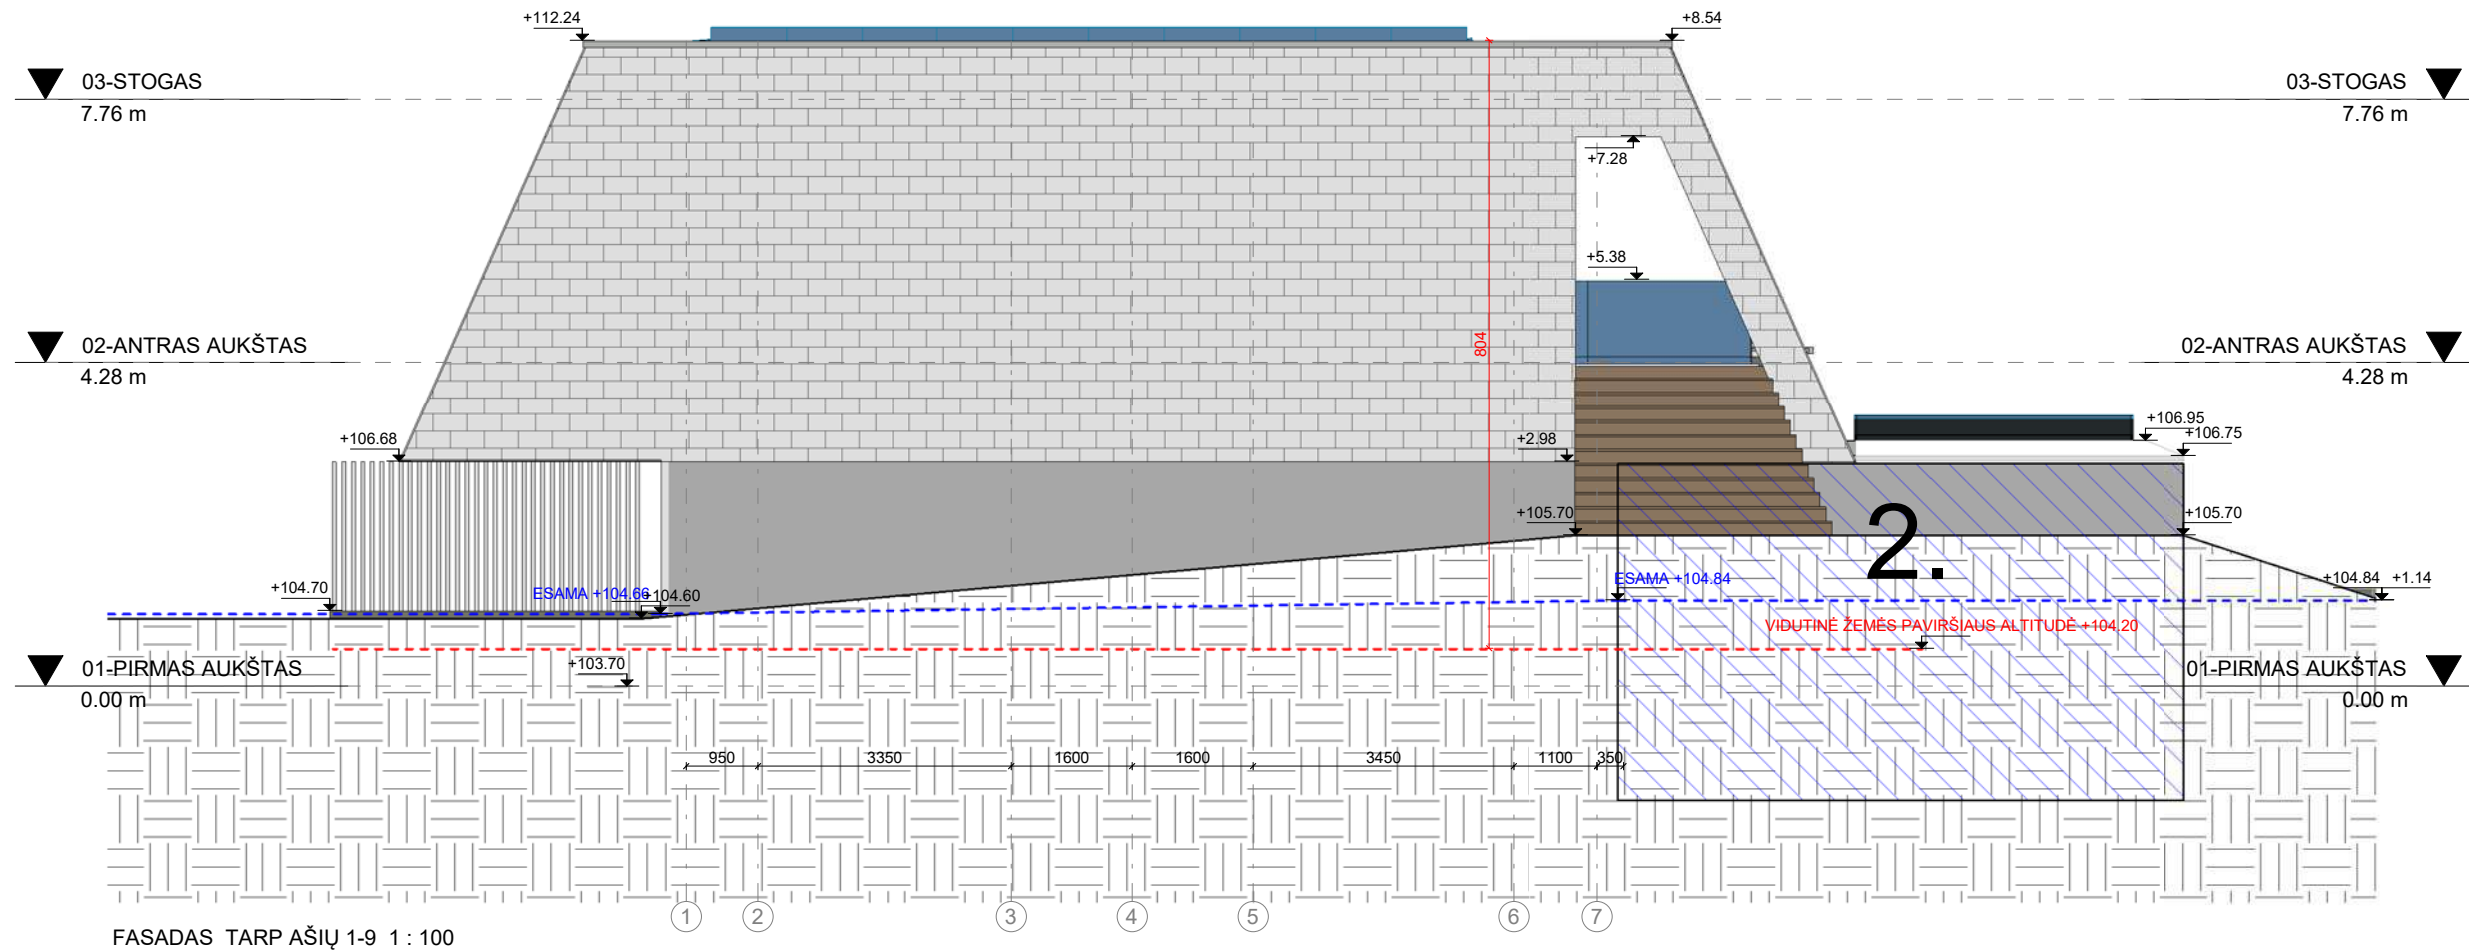 +112.24
+8.54
03-STOGAS
7.76 m
03-STOGAS
7.76 m
+7.28
+5.38
804
02-ANTRAS AUKŠTAS
4.28 m
02-ANTRAS AUKŠTAS
4.28 m
+106.68
+2.98
+106.95
+106.75
+105.70
2.
+105.70
+104.70
ESAMA +104.66
+104.60
ESAMA +104.84
+104.84
+1.14
VIDUTINĖ ŽEMĖS PAVIRŠIAUS ALTITUDĖ +104.20
01-PIRMAS AUKŠTAS
0.00 m
+103.70
01-PIRMAS AUKŠTAS
0.00 m
950 3350 1600 1600 3450 1100 350
1 2 3 4 5 6 7
FASADAS TARP AŠIŲ 1-9 1 : 100